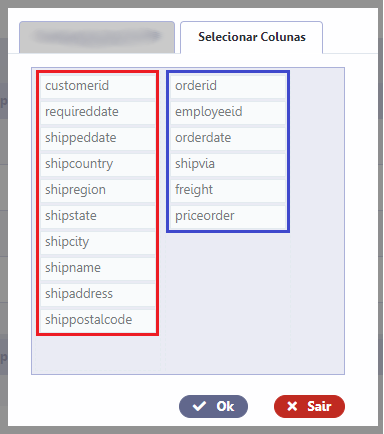 Selecionar Colunas
customerid
requireddate
shippeddate
shipcountry
shipregion
shipstate
shipcity
shipname
shipaddress
shippostalcode
orderid
employeeid
orderdate
shipvia
freight
priceorder
Ok
Sair